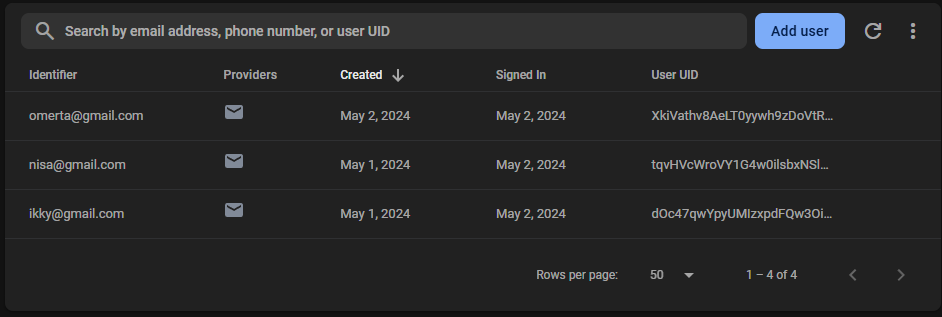 Search by email address, phone number, or user UID
Add user
Identifier Providers Created Signed In User UID
omerta@gmail.com May 2, 2024 May 2, 2024 XkiVathv8AeLT0yywh9zDoVtR...
nisa@gmail.com May 1, 2024 May 2, 2024 tqvHVcWroVY1G4w0ilsbxNSl...
ikky@gmail.com May 1, 2024 May 2, 2024 dOc47qwYpyUMIzxpdFQw3Oi...
Rows per page: 50 1 – 4 of 4